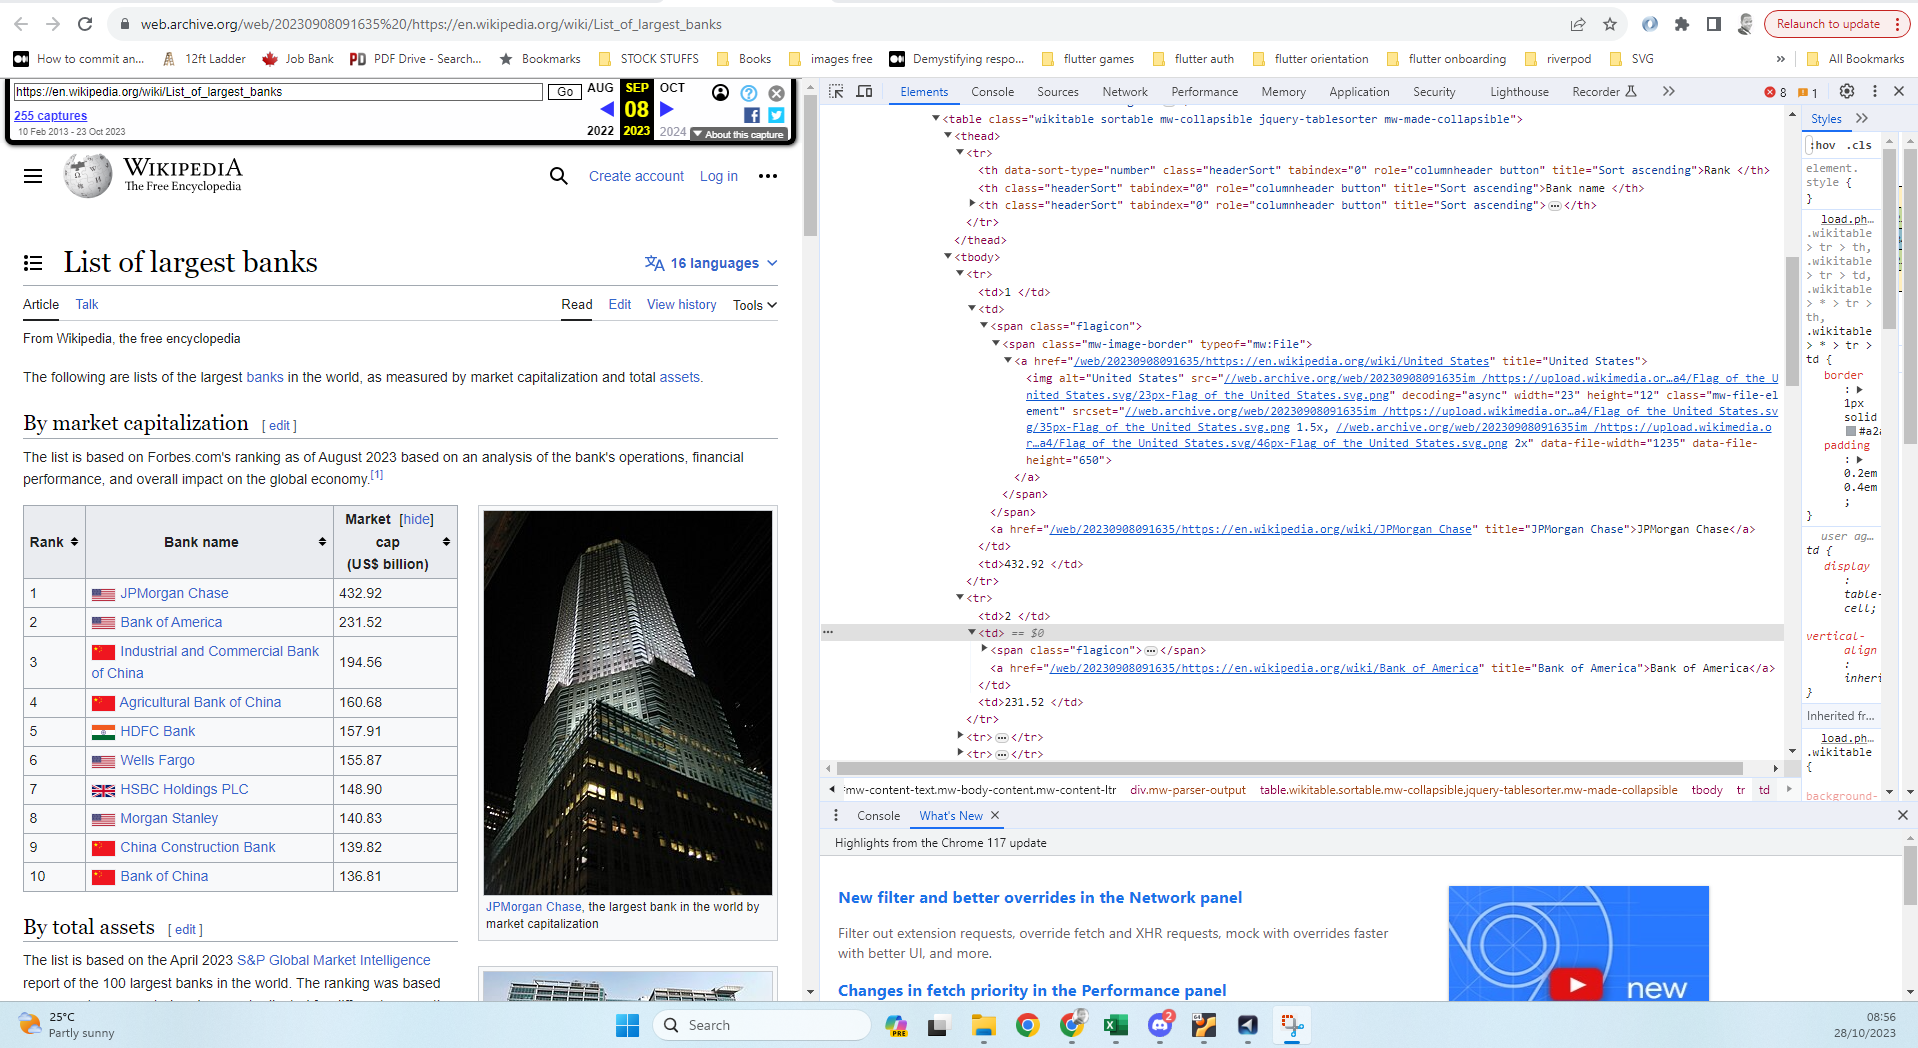 web.archive.org/web/20230908091635%20/https://en.wikipedia.org/wiki/List_of_largest_banks
Relaunch to update
How to commit an...
12ft Ladder
Job Bank
PDF Drive - Search...
Bookmarks
STOCK STUFFS
Books
images free
Demystifying respo...
flutter games
flutter auth
flutter orientation
flutter onboarding
riverpod
SVG
»
All Bookmarks
https://en.wikipedia.org/wiki/List_of_largest_banks
Go
AUG SEP OCT
08
2022 2023 2024
255 captures
10 Feb 2013 - 23 Oct 2023
About this capture
WIKIPEDIA
The Free Encyclopedia
Create account Log in
List of largest banks
16 languages
Article Talk Read Edit View history Tools
From Wikipedia, the free encyclopedia
The following are lists of the largest banks in the world, as measured by market capitalization and total assets.
By market capitalization [ edit ]
The list is based on Forbes.com's ranking as of August 2023 based on an analysis of the bank's operations, financial
performance, and overall impact on the global economy.[1]
Rank Bank name Market cap (US$ billion) [hide]
1 JPMorgan Chase 432.92
2 Bank of America 231.52
3 Industrial and Commercial Bank of China 194.56
4 Agricultural Bank of China 160.68
5 HDFC Bank 157.91
6 Wells Fargo 155.87
7 HSBC Holdings PLC 148.90
8 Morgan Stanley 140.83
9 China Construction Bank 139.82
10 Bank of China 136.81
JPMorgan Chase, the largest bank in the world by
market capitalization
By total assets [ edit ]
The list is based on the April 2023 S&P Global Market Intelligence
report of the 100 largest banks in the world. The ranking was based
Elements Console Sources Network Performance Memory Application Security Lighthouse Recorder » 8 1
<table class="wikitable sortable mw-collapsible jquery-tablesorter mw-made-collapsible">
<thead>
<tr>
<th data-sort-type="number" class="headerSort" tabindex="0" role="columnheader button" title="Sort ascending">Rank </th>
<th class="headerSort" tabindex="0" role="columnheader button" title="Sort ascending">Bank name </th>
<th class="headerSort" tabindex="0" role="columnheader button" title="Sort ascending">…</th>
</tr>
</thead>
<tbody>
<tr>
<td>1 </td>
<td>
<span class="flagicon">
<span class="mw-image-border" typeof="mw:File">
<a href="/web/20230908091635/https://en.wikipedia.org/wiki/United_States" title="United States">
<img alt="United States" src="//web.archive.org/web/20230908091635im_/https://upload.wikimedia.or…a4/Flag_of_the_U
nited_States.svg/23px-Flag_of_the_United_States.svg.png" decoding="async" width="23" height="12" class="mw-file-el
ement" srcset="//web.archive.org/web/20230908091635im_/https://upload.wikimedia.or…a4/Flag_of_the_United_States.sv
g/35px-Flag_of_the_United_States.svg.png 1.5x, //web.archive.org/web/20230908091635im_/https://upload.wikimedia.o
r…a4/Flag_of_the_United_States.svg/46px-Flag_of_the_United_States.svg.png 2x" data-file-width="1235" data-file-
height="650">
</a>
</span>
</span>
<a href="/web/20230908091635/https://en.wikipedia.org/wiki/JPMorgan_Chase" title="JPMorgan Chase">JPMorgan Chase</a>
</td>
<td>432.92 </td>
</tr>
<tr>
<td>2 </td>
<td> == $0
<span class="flagicon">…</span>
<a href="/web/20230908091635/https://en.wikipedia.org/wiki/Bank_of_America" title="Bank of America">Bank of America</a>
</td>
<td>231.52 </td>
</tr>
<tr>…</tr>
<tr>…</tr>
mw-content-text.mw-body-content.mw-content-ltr div.mw-parser-output table.wikitable.sortable.mw-collapsible.jquery-tablesorter.mw-made-collapsible tbody tr td
Styles »
:hov .cls
element.
style {
}
load.ph…
.wikitable
> tr > th,
.wikitable
> tr > td,
.wikitable
> * > tr >
th,
.wikitable
> * > tr >
td {
border
:
1px
solid
#a2a
padding
:
0.2em
0.4em
;
}
user ag…
td {
display
:
table-
cell;
vertical-
align
:
inheri
}
Inherited fr…
load.ph…
.wikitable
{
background-
Console What's New
Highlights from the Chrome 117 update
New filter and better overrides in the Network panel
Filter out extension requests, override fetch and XHR requests, mock with overrides faster
with better UI, and more.
Changes in fetch priority in the Performance panel
new
25°C
Partly sunny
Search
PRE
64
2
08:56
28/10/2023